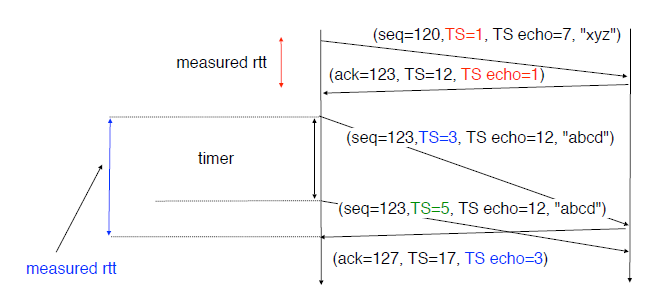 (seq=120,TS=1, TS echo=7, "xyz")
measured rtt
(ack=123, TS=12, TS echo=1)
(seq=123,TS=3, TS echo=12, "abcd")
timer
(seq=123,TS=5, TS echo=12, "abcd")
(ack=127, TS=17, TS echo=3)
measured rtt